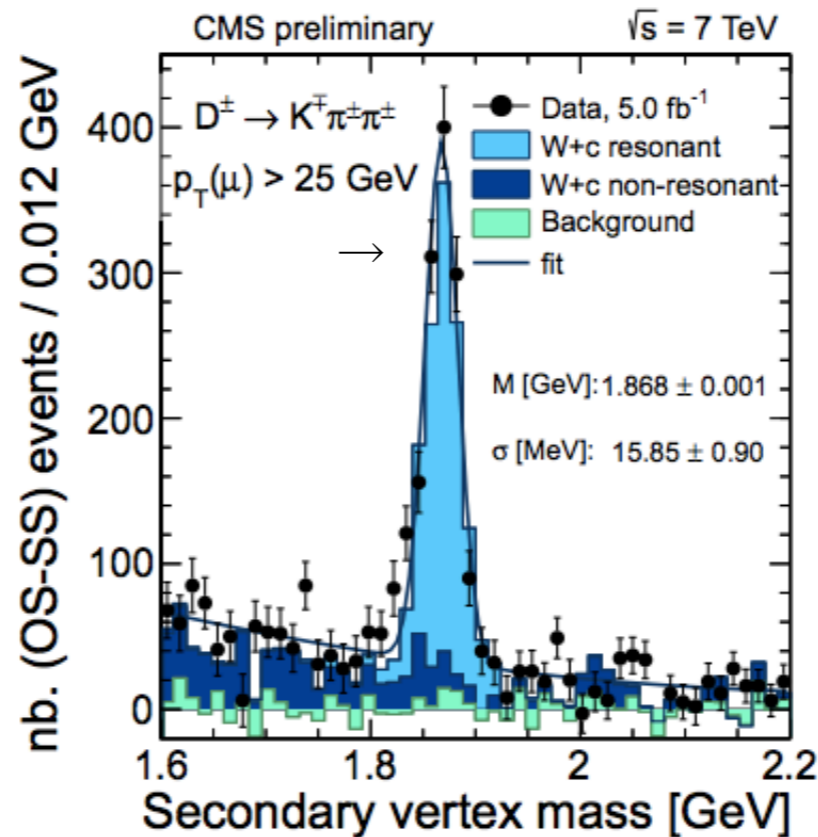 CMS preliminary
√s = 7 TeV
nb. (OS-SS) events / 0.012 GeV
400
300
200
100
0
D± → K∓π±π±
p_T(μ) > 25 GeV
→
Data, 5.0 fb⁻¹
W+c resonant
W+c non-resonant
Background
fit
M [GeV]: 1.868 ± 0.001
σ [MeV]: 15.85 ± 0.90
1.6
1.8
2
2.2
Secondary vertex mass [GeV]